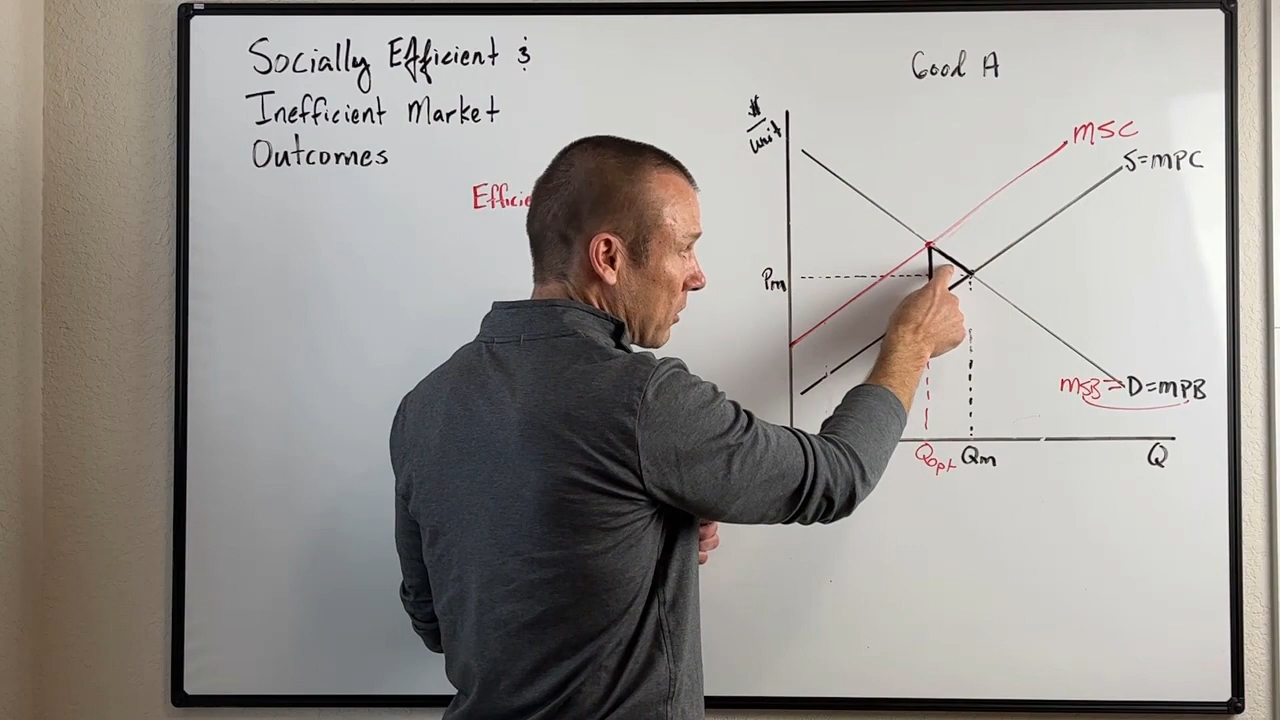 Socially Efficient &
Inefficient Market
Outcomes
Good A
$/unit
MSC
S=MPC
Pm
MSB = D=MPB
Qopt Qm
Q